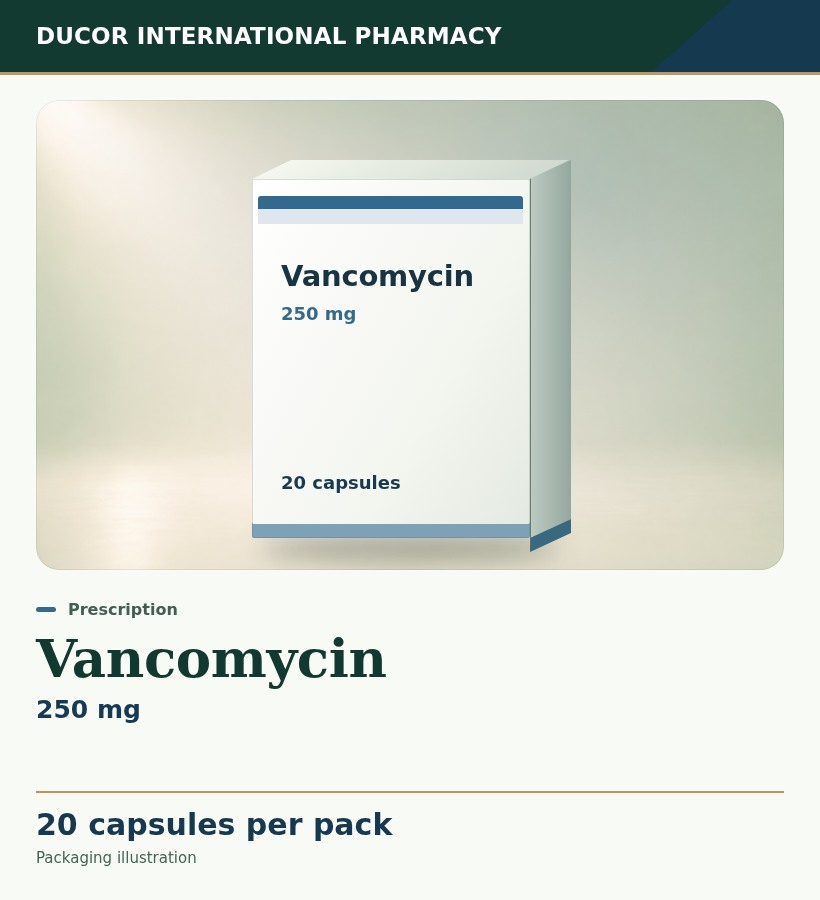 DUCOR INTERNATIONAL PHARMACY
Vancomycin
250 mg
20 capsules
Prescription
Vancomycin
250 mg
20 capsules per pack
Packaging illustration